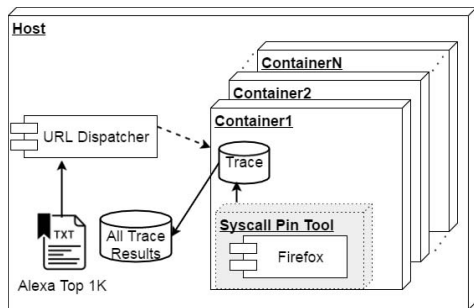 Host
ContainerN
Container2
Container1
URL Dispatcher
Trace
Syscall Pin Tool
Firefox
TXT
All Trace
Results
Alexa Top 1K